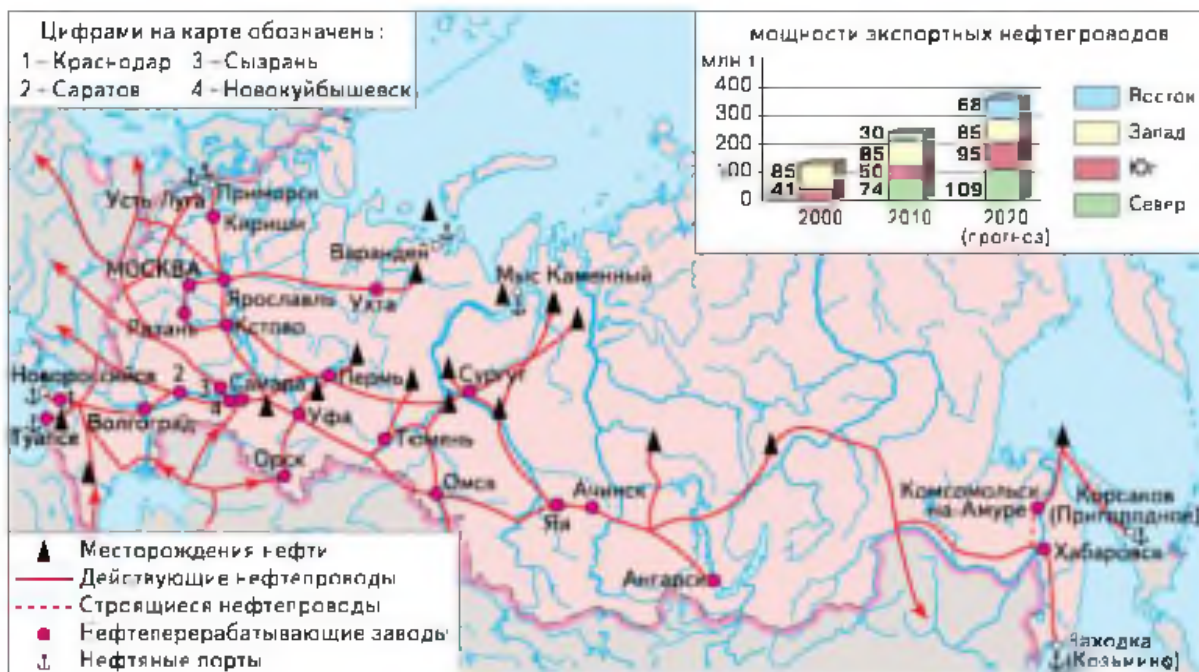 Цифрами на карте обозначены:
1 – Краснодар 3 – Сызрань
2 – Саратов 4 – Новокуйбышевск
мощности экспортных нефтепроводов
млн т
400
300
200
100
0
85
41
30
85
50
74
68
85
95
109
2000 2010 2020
(прогноз)
Восток
Запад
Юг
Север
Усть-Луга
Приморск
Кириши
МОСКВА
Ярославль
Рязань
Кстово
Варандей
Ухта
Мыс Каменный
Новороссийск
2
3
Самара
4
Пермь
Сургут
Туапсе
Волгоград
Уфа
Тюмень
Орск
Омск
Яя
Ачинск
Ангарск
Комсомольск-
на-Амуре
Корсаков
(Пригородное)
Хабаровск
Находка
(Козьмино)
Месторождения нефти
Действующие нефтепроводы
Строящиеся нефтепроводы
Нефтеперерабатывающие заводы
Нефтяные порты